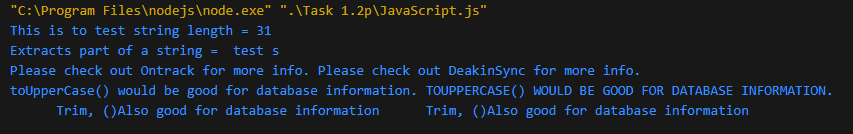 "C:\Program Files\nodejs\node.exe" ".\Task 1.2p\JavaScript.js"
This is to test string length = 31
Extracts part of a string =  test s
Please check out Ontrack for more info. Please check out DeakinSync for more info.
toUpperCase() would be good for database information. TOUPPERCASE() WOULD BE GOOD FOR DATABASE INFORMATION.
      Trim, ()Also good for database information      Trim, ()Also good for database information